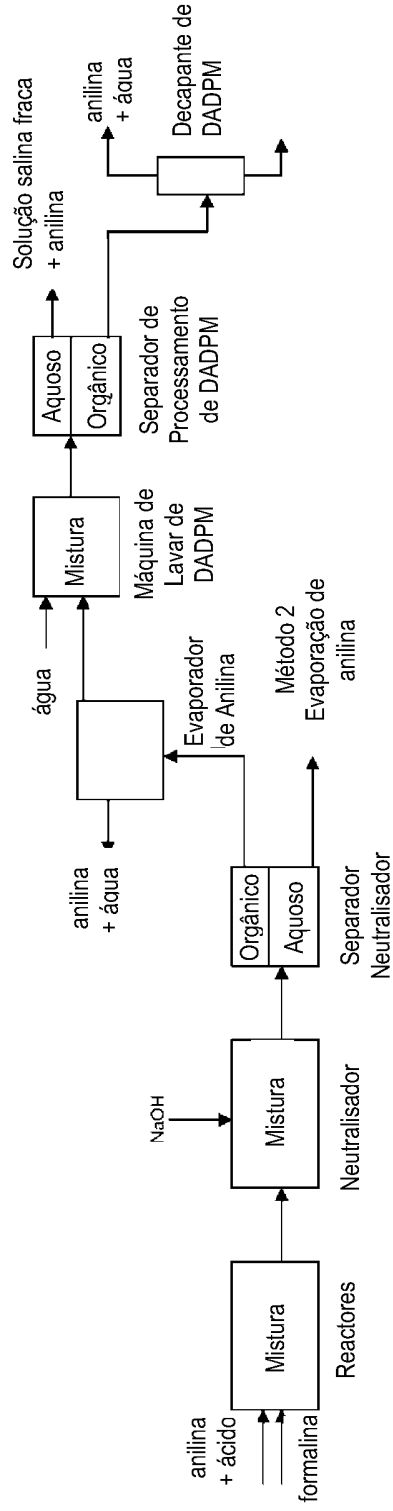 anilina
+ ácido
formalina
Mistura
Reactores
NaOH
Mistura
Neutralisador
Orgânico
Aquoso
Separador
Neutralisador
Método 2
Evaporação de
anilina
Evaporador
de Anilina
anilina
+ água
água
Mistura
Máquina de
Lavar de
DADPM
Aquoso
Orgânico
Separador de
Processamento
de DADPM
Solução salina fraca
+ anilina
anilina
+ água
Decapante de
DADPM